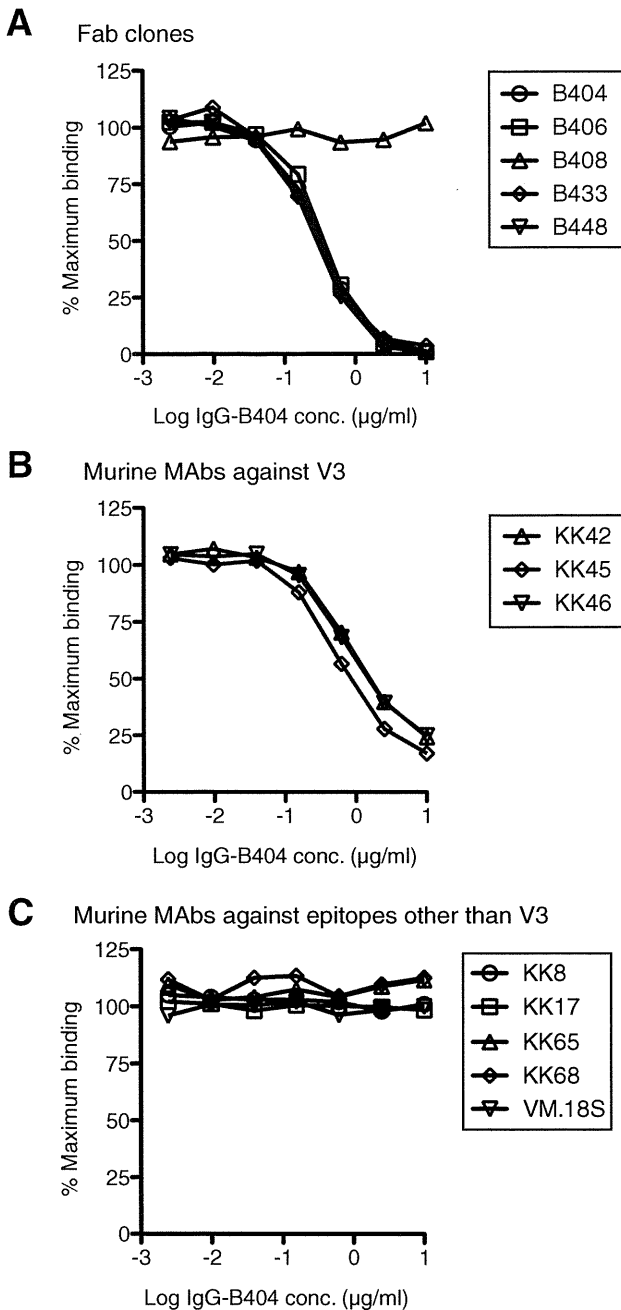 A
Fab clones
125
100
75
50
25
0
% Maximum binding
-3
-2
-1
0
1
Log IgG-B404 conc. (µg/ml)
B404
B406
B408
B433
B448
B
Murine MAbs against V3
125
100
75
50
25
0
% Maximum binding
-3
-2
-1
0
1
Log IgG-B404 conc. (µg/ml)
KK42
KK45
KK46
C
Murine MAbs against epitopes other than V3
125
100
75
50
25
0
% Maximum binding
-3
-2
-1
0
1
Log IgG-B404 conc. (µg/ml)
KK8
KK17
KK65
KK68
VM.18S